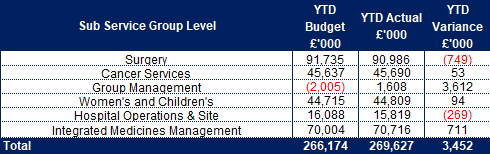 Sub Service Group Level YTD Budget £'000 YTD Actual £'000 YTD Variance £'000
Surgery 91,735 90,986 (749)
Cancer Services 45,637 45,690 53
Group Management (2,005) 1,608 3,612
Women's and Children's 44,715 44,809 94
Hospital Operations & Site 16,088 15,819 (269)
Integrated Medicines Management 70,004 70,716 711
Total 266,174 269,627 3,452